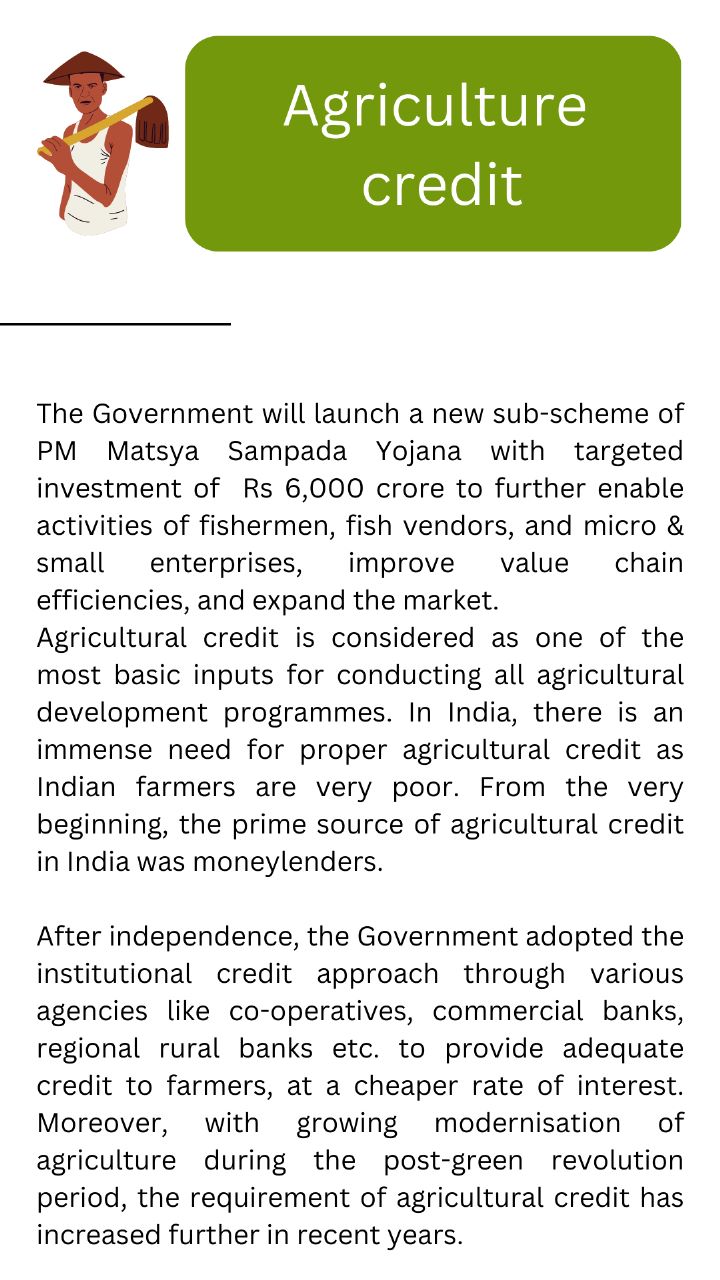 Agriculture
credit
The Government will launch a new sub-scheme of
PM Matsya Sampada Yojana with targeted
investment of Rs 6,000 crore to further enable
activities of fishermen, fish vendors, and micro &
small enterprises, improve value chain
efficiencies, and expand the market.
Agricultural credit is considered as one of the
most basic inputs for conducting all agricultural
development programmes. In India, there is an
immense need for proper agricultural credit as
Indian farmers are very poor. From the very
beginning, the prime source of agricultural credit
in India was moneylenders.
After independence, the Government adopted the
institutional credit approach through various
agencies like co-operatives, commercial banks,
regional rural banks etc. to provide adequate
credit to farmers, at a cheaper rate of interest.
Moreover, with growing modernisation of
agriculture during the post-green revolution
period, the requirement of agricultural credit has
increased further in recent years.